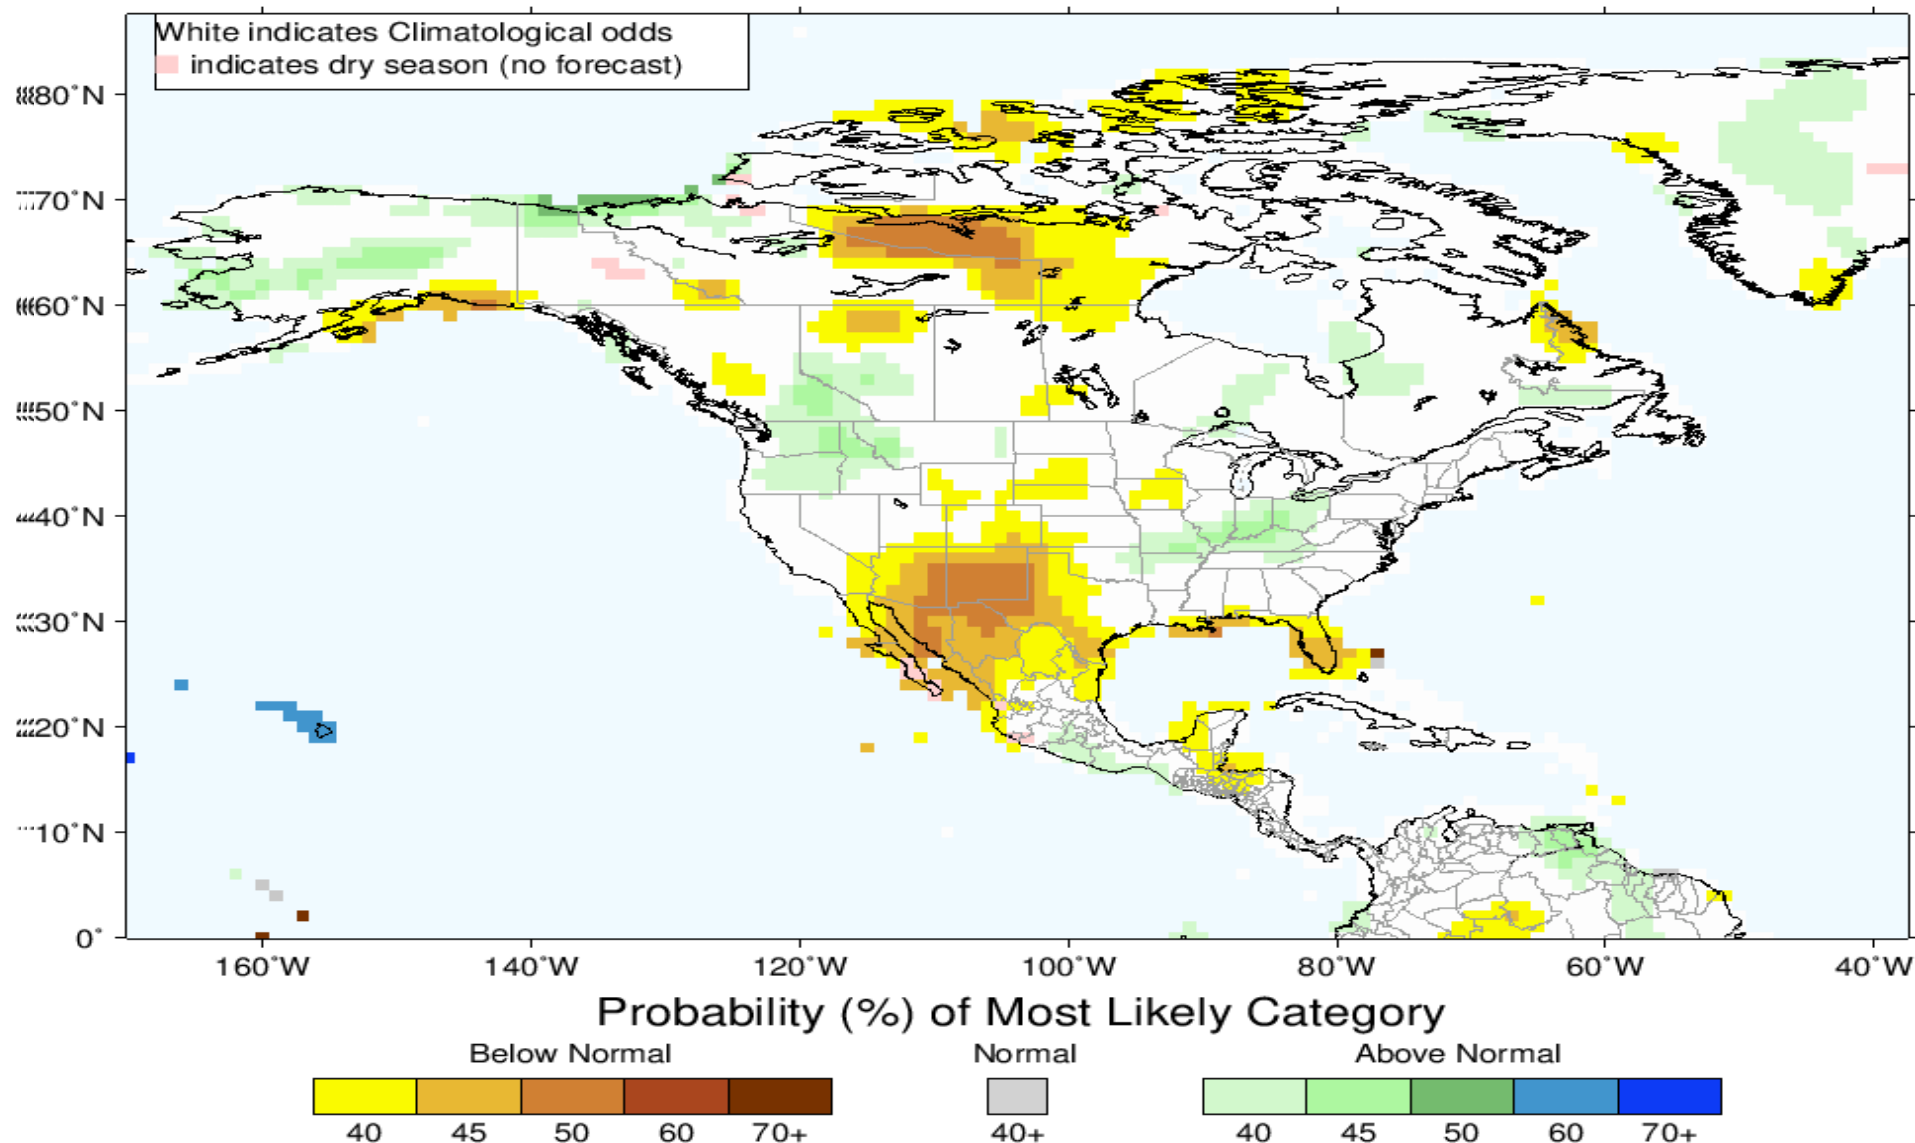 White indicates Climatological odds
indicates dry season (no forecast)
80°N
70°N
60°N
50°N
40°N
30°N
20°N
10°N
0°
160°W 140°W 120°W 100°W 80°W 60°W 40°W
Probability (%) of Most Likely Category
Below Normal Normal Above Normal
40 45 50 60 70+ 40+ 40 45 50 60 70+